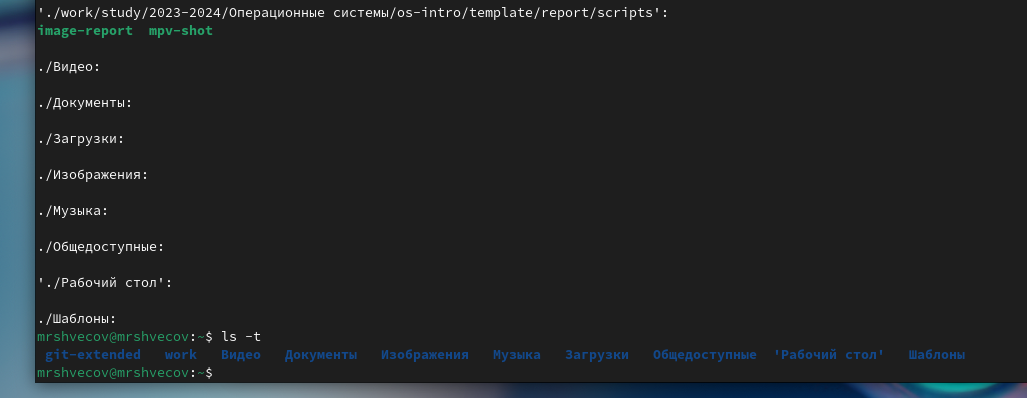 './work/study/2023-2024/Операционные системы/os-intro/template/report/scripts':
image-report  mpv-shot
./Видео:
./Документы:
./Загрузки:
./Изображения:
./Музыка:
./Общедоступные:
'./Рабочий стол':
./Шаблоны:
mrshvecov@mrshvecov:~$ ls -t
git-extended   work   Видео   Документы   Изображения   Музыка   Загрузки   Общедоступные  'Рабочий стол'   Шаблоны
mrshvecov@mrshvecov:~$